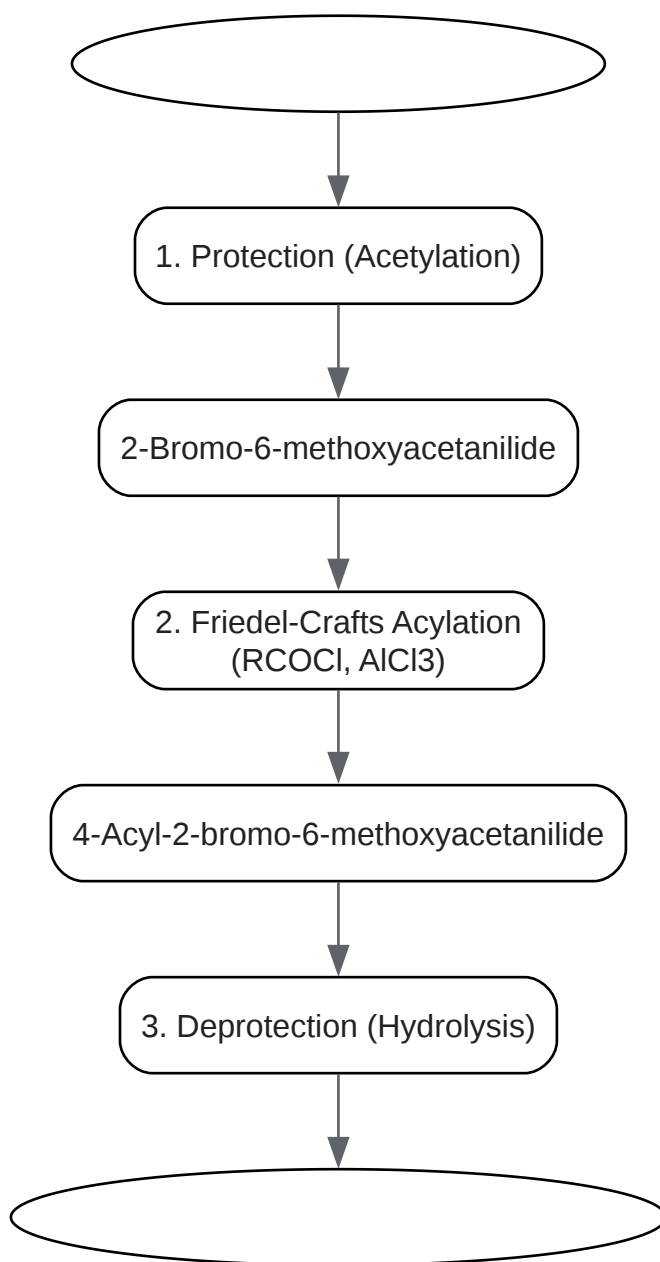 1. Protection (Acetylation)
2-Bromo-6-methoxyacetanilide
2. Friedel-Crafts Acylation
(RCOCl, AlCl3)
4-Acyl-2-bromo-6-methoxyacetanilide
3. Deprotection (Hydrolysis)